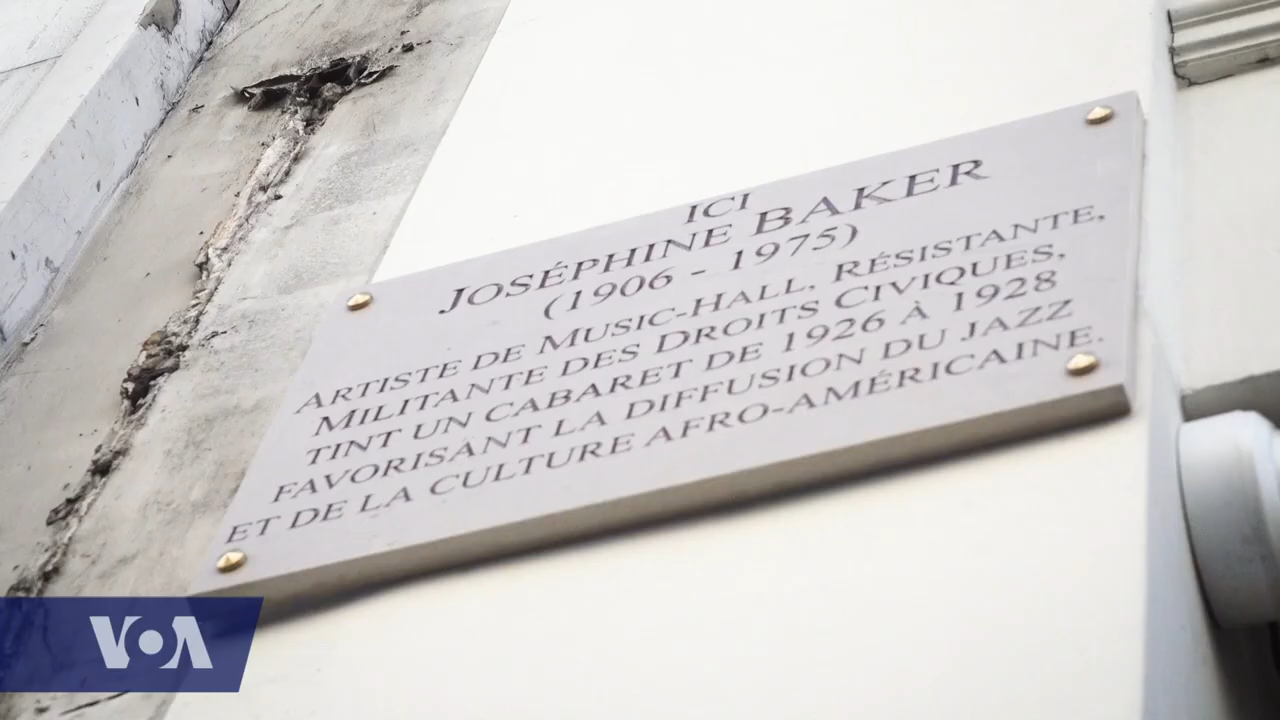 ICI
JOSÉPHINE BAKER
(1906 - 1975)
ARTISTE DE MUSIC-HALL, RÉSISTANTE,
MILITANTE DES DROITS CIVIQUES,
TINT UN CABARET DE 1926 À 1928
FAVORISANT LA DIFFUSION DU JAZZ
ET DE LA CULTURE AFRO-AMÉRICAINE.
VOA